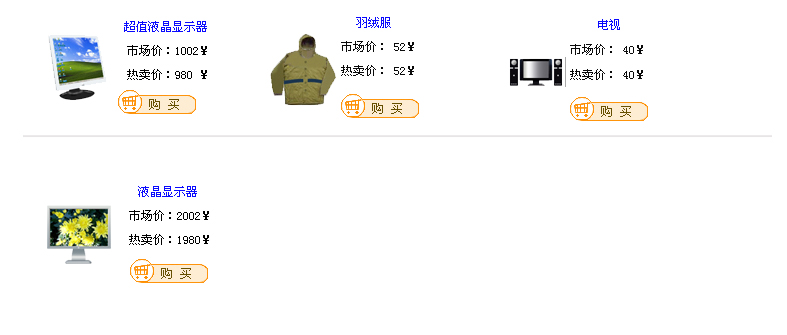 超值液晶显示器
市场价：1002￥
热卖价：980 ￥
购 买
羽绒服
市场价： 52￥
热卖价： 52￥
购 买
电视
市场价： 40￥
热卖价： 40￥
购 买
液晶显示器
市场价：2002￥
热卖价：1980￥
购 买